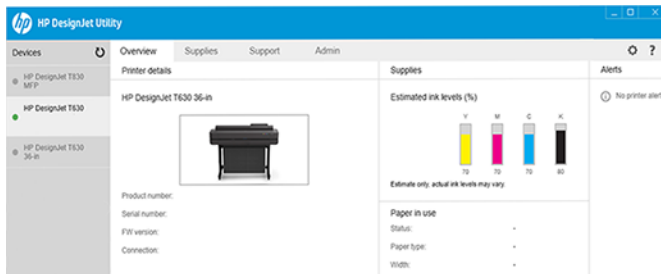 hp HP DesignJet Utility
Devices
HP DesignJet T830
MFP
HP DesignJet T630
HP DesignJet T630
36-in
Overview Supplies Support Admin
?
Printer details
HP DesignJet T630 36-in
Product number:
Serial number:
FW version:
Connection:
Supplies
Estimated ink levels (%)
Y M C K
70 70 70 80
Estimate only, actual ink levels may vary.
Paper in use
Status: -
Paper type: -
Width: -
Alerts
No printer alert